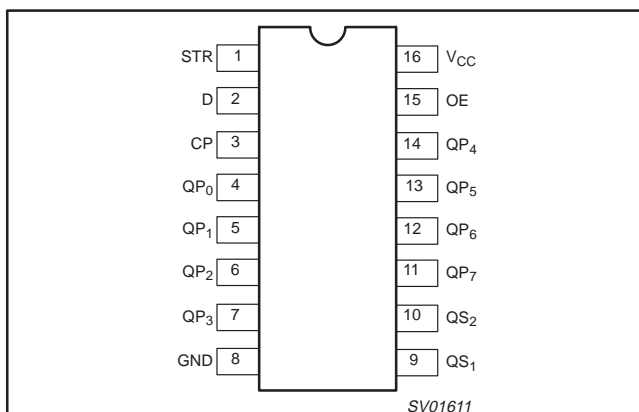 STR 1 16 V_CC
D 2 15 OE
CP 3 14 QP₄
QP₀ 4 13 QP₅
QP₁ 5 12 QP₆
QP₂ 6 11 QP₇
QP₃ 7 10 QS₂
GND 8 9 QS₁
SV01611